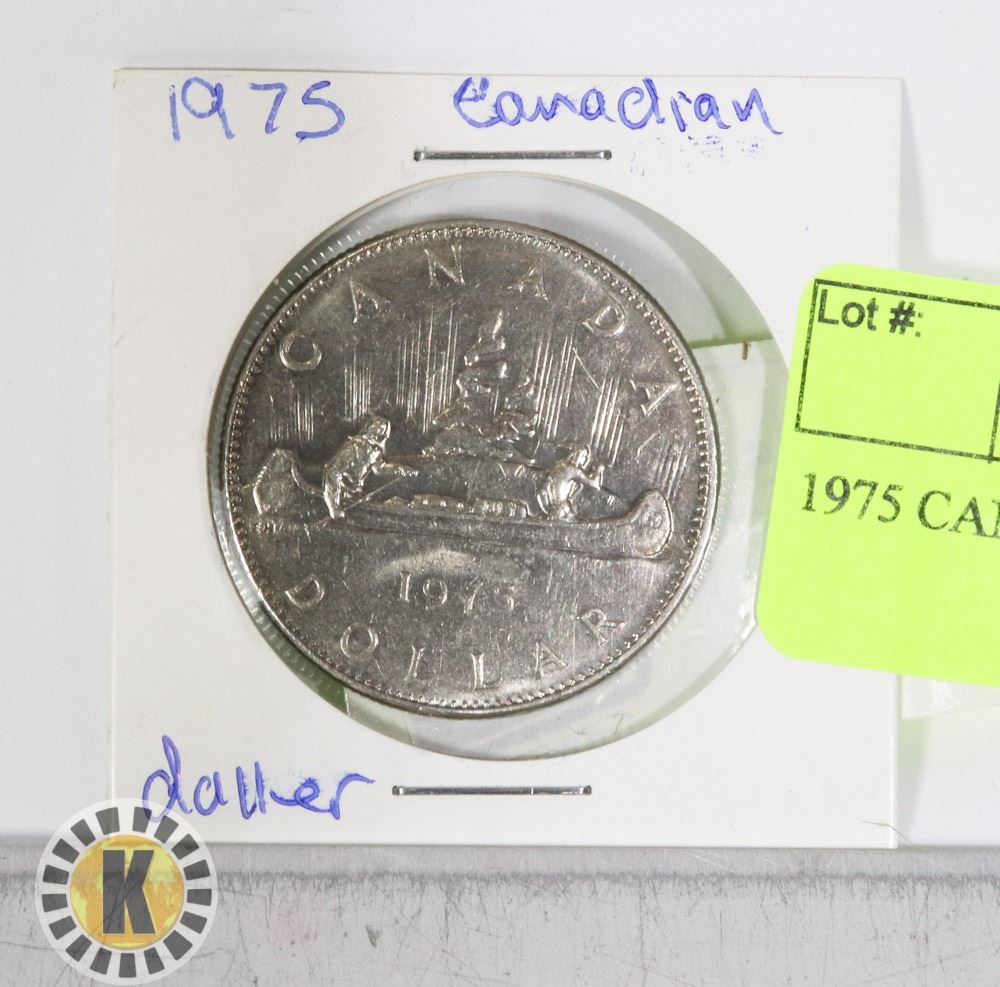 1975 Canadian
CANADA
1975
DOLLAR
Lot #:
1975 CA
daller
K